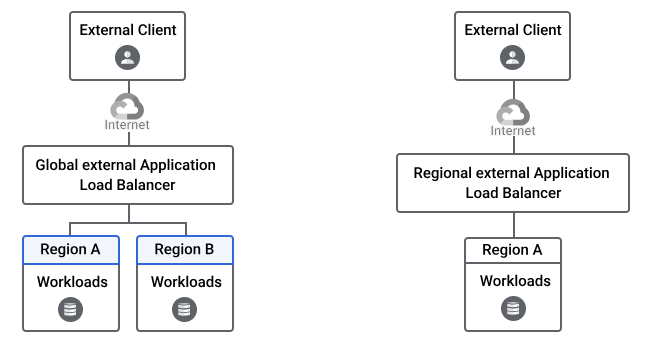 External Client
Internet
Global external Application
Load Balancer
Region A
Workloads
Region B
Workloads
External Client
Internet
Regional external Application
Load Balancer
Region A
Workloads